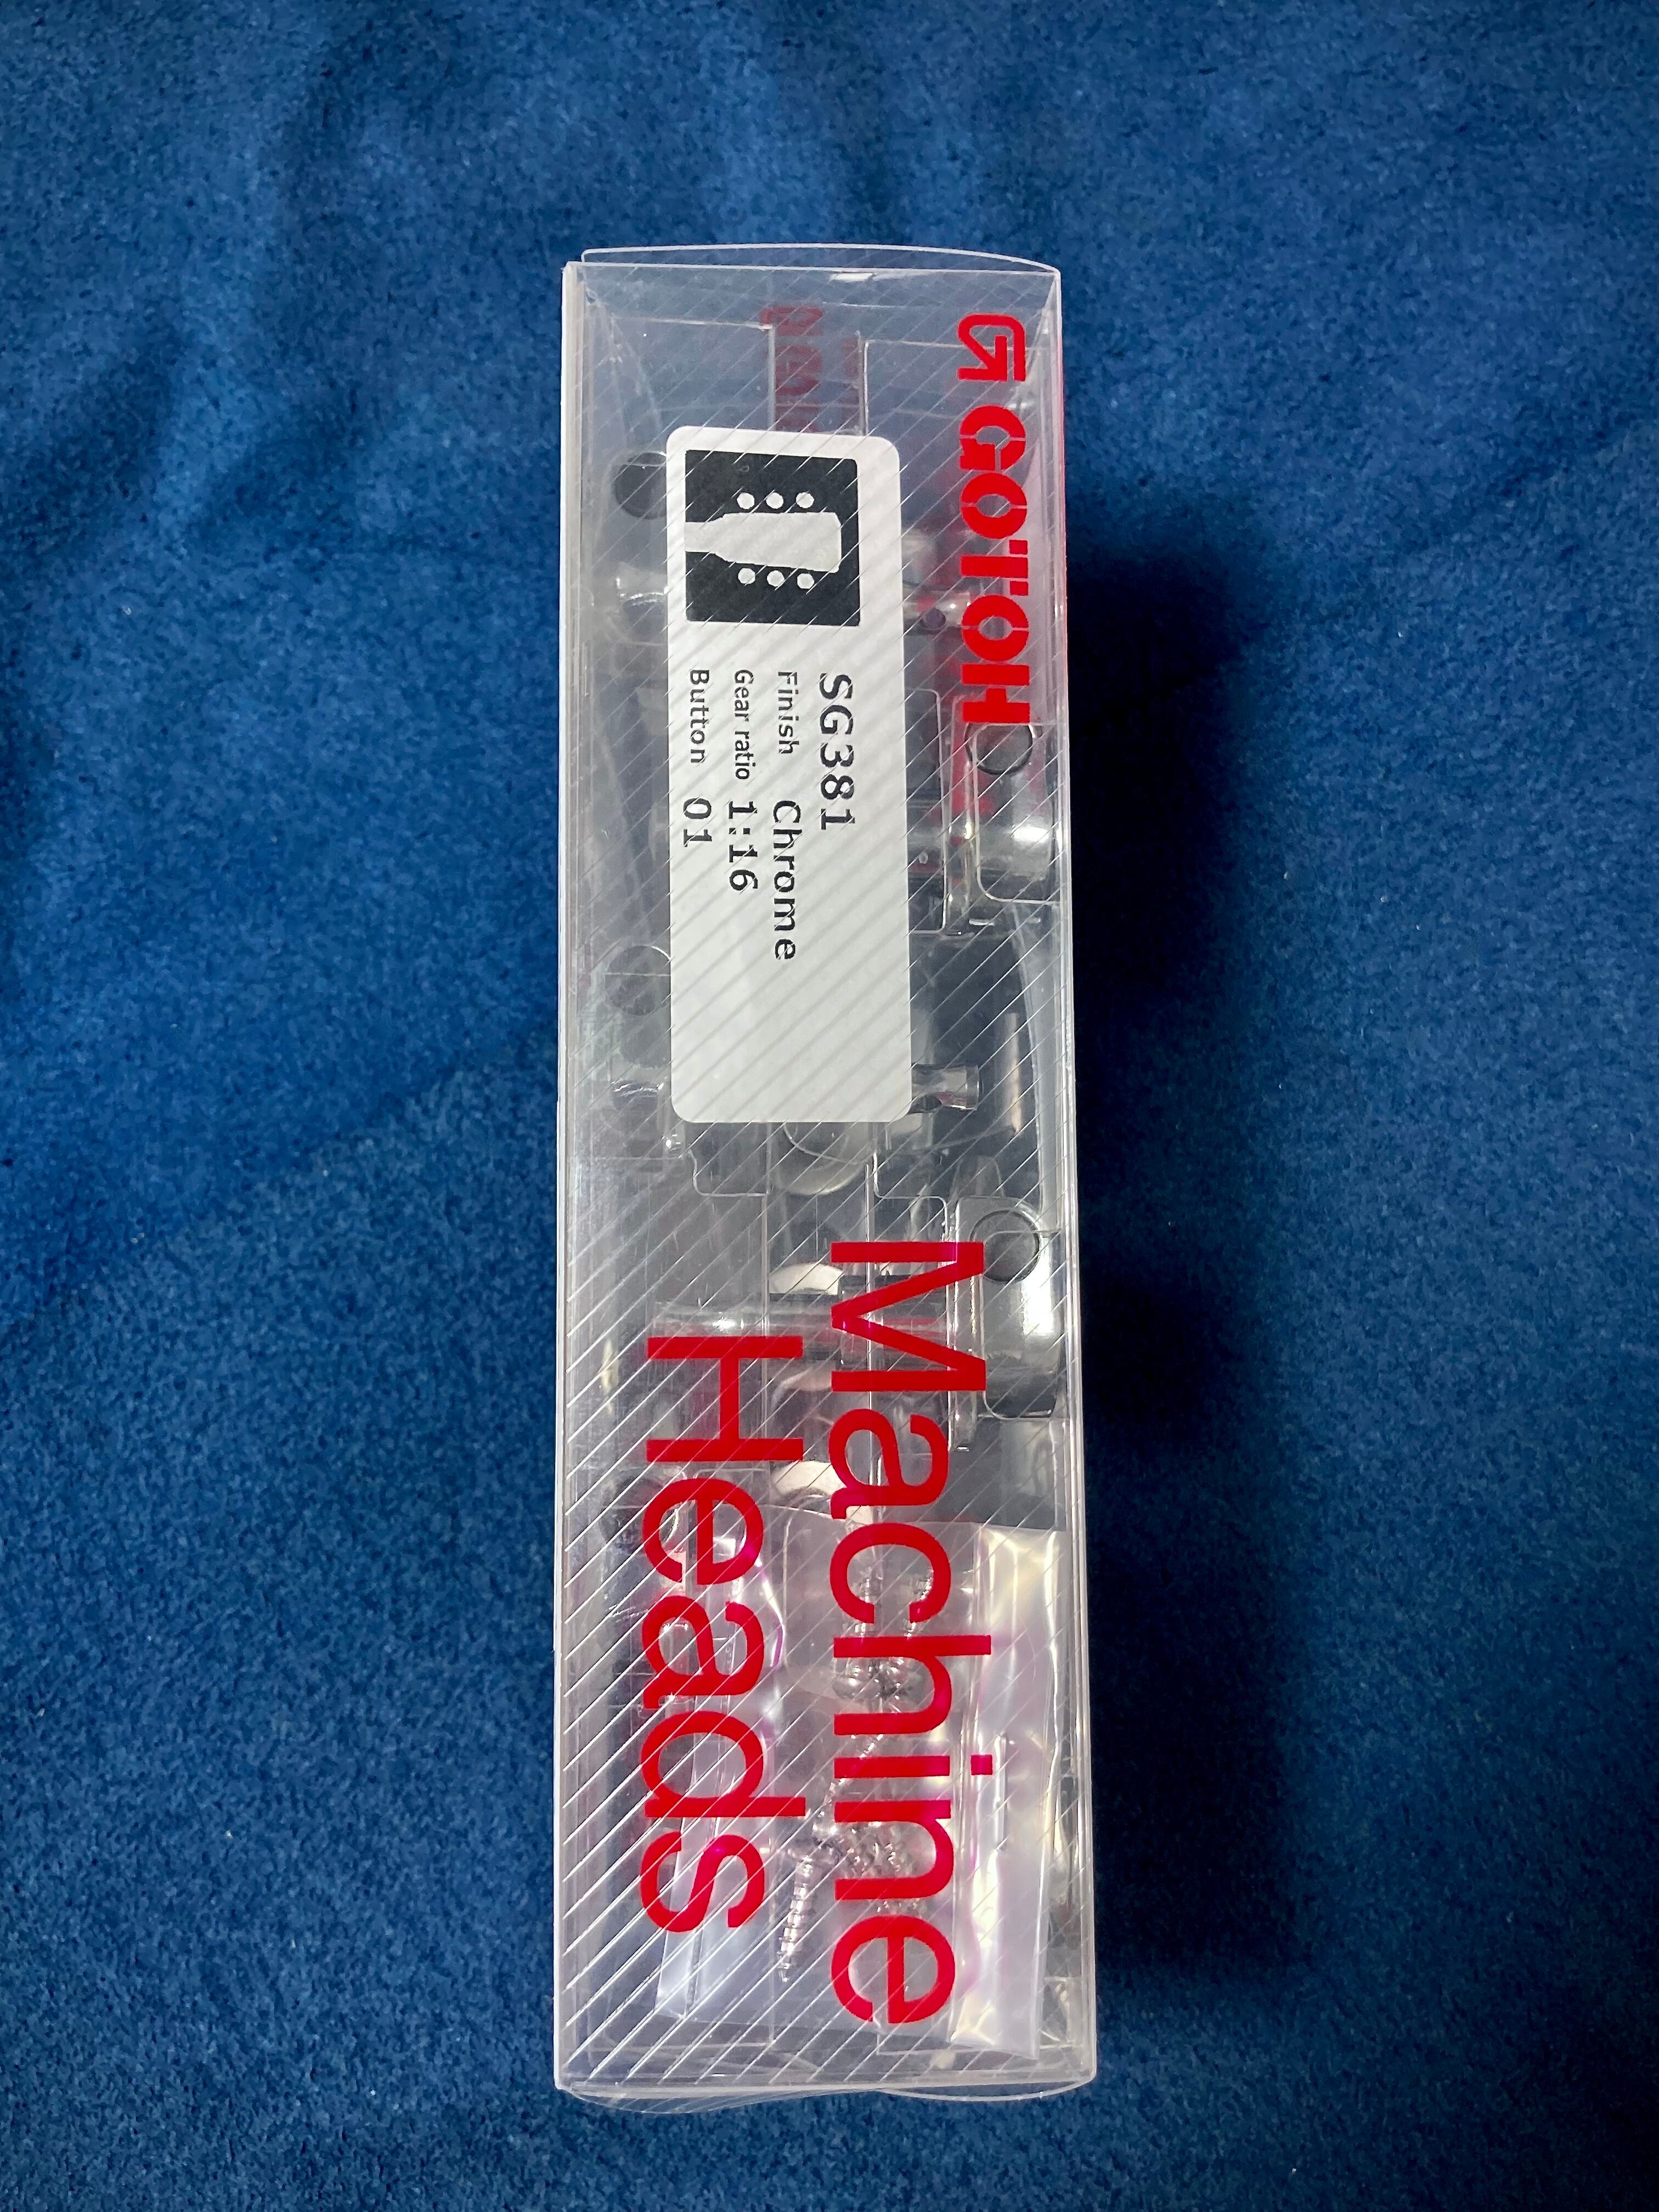 GOTOH
SG381
Finish Chrome
Gear ratio 1:16
Button 01
Machine
Heads